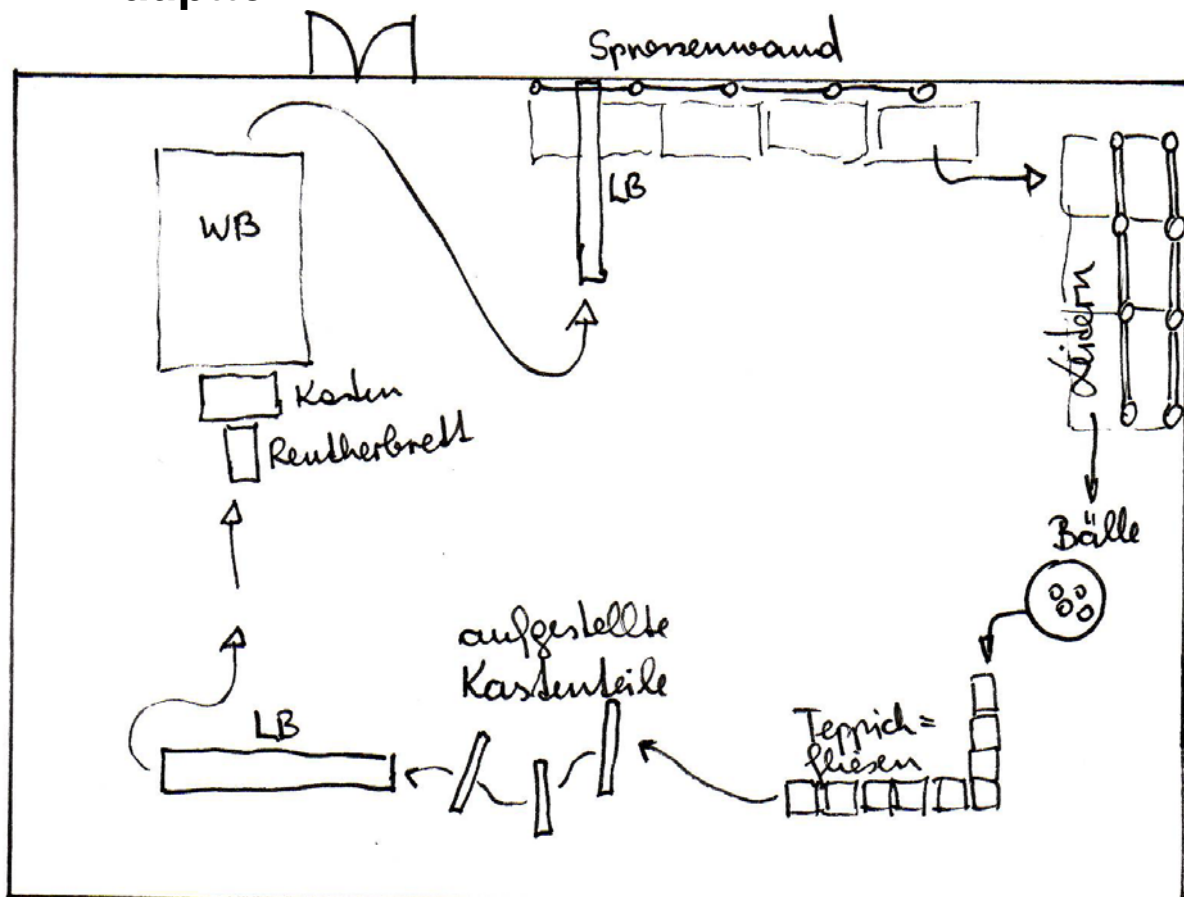 Sprossenwand
WB
LB
Leitern
Kasten
Reutherbrett
Bälle
aufgestellte
Kastenteile
Teppich=
fliesen
LB